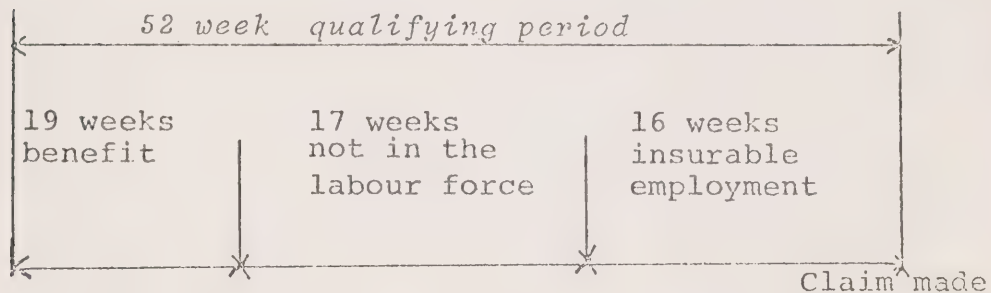 52 week qualifying period
19 weeks
benefit
17 weeks
not in the
labour force
16 weeks
insurable
employment
Claim made